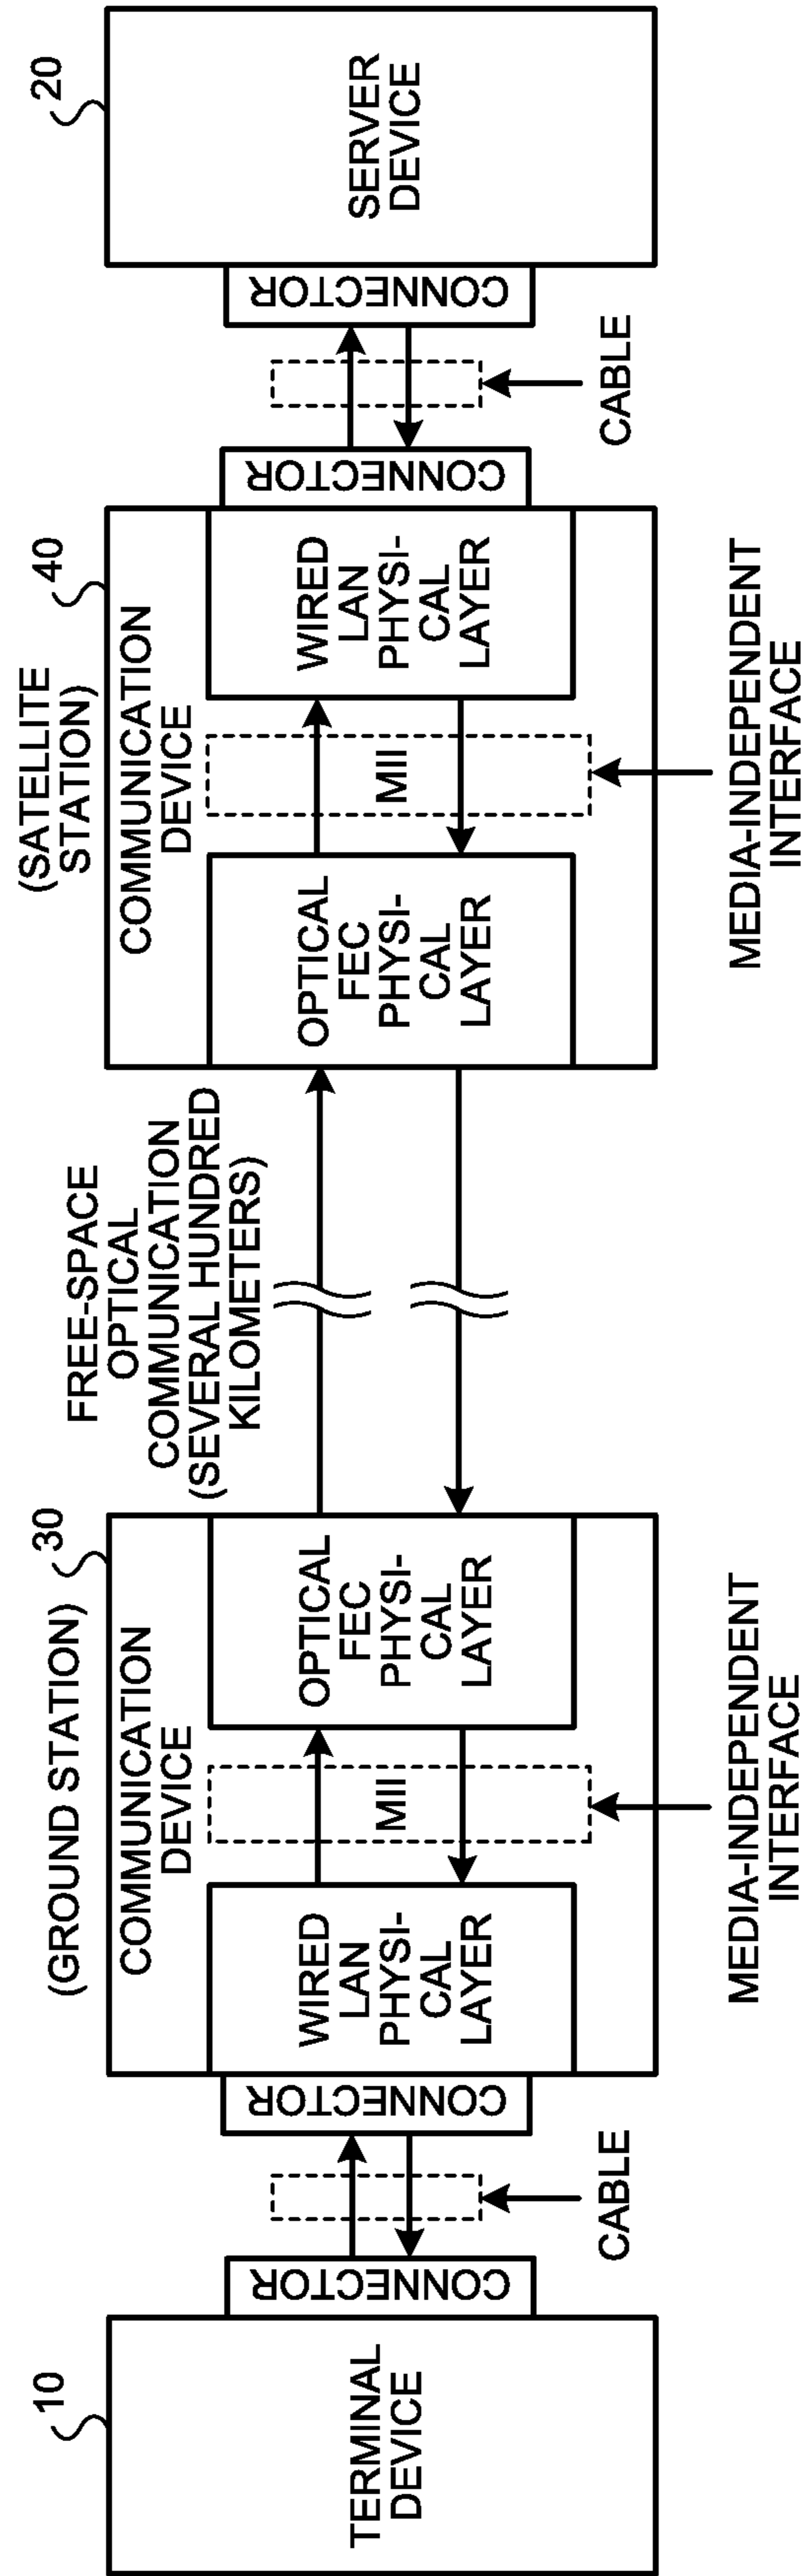 10
TERMINAL
DEVICE
CONNECTOR
CABLE
(GROUND STATION)
30
COMMUNICATION
DEVICE
CONNECTOR
WIRED
LAN
PHYSI-
CAL
LAYER
MII
OPTICAL
FEC
PHYSI-
CAL
LAYER
MEDIA-INDEPENDENT
INTERFACE
FREE-SPACE
OPTICAL
COMMUNICATION
(SEVERAL HUNDRED
KILOMETERS)
(SATELLITE
STATION)
40
COMMUNICATION
DEVICE
OPTICAL
FEC
PHYSI-
CAL
LAYER
MII
WIRED
LAN
PHYSI-
CAL
LAYER
CONNECTOR
MEDIA-INDEPENDENT
INTERFACE
CABLE
CONNECTOR
20
SERVER
DEVICE